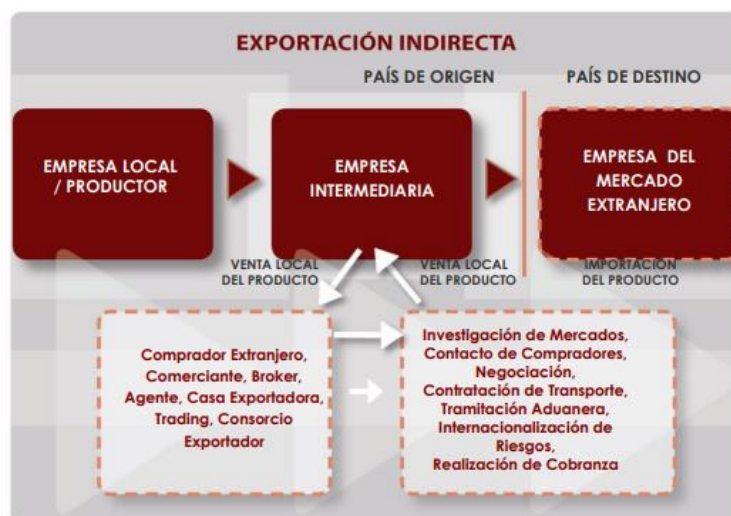 EXPORTACIÓN INDIRECTA
PAÍS DE ORIGEN
PAÍS DE DESTINO
EMPRESA LOCAL
/ PRODUCTOR
EMPRESA
INTERMEDIARIA
EMPRESA DEL
MERCADO
EXTRANJERO
VENTA LOCAL
DEL PRODUCTO
VENTA LOCAL
DEL PRODUCTO
IMPORTACIÓN
DEL PRODUCTO
Comprador Extranjero,
Comerciante, Broker,
Agente, Casa Exportadora,
Trading, Consorcio
Exportador
Investigación de Mercados,
Contacto de Compradores,
Negociación,
Contratación de Transporte,
Tramitación Aduanera,
Internacionalización de
Riesgos,
Realización de Cobranza